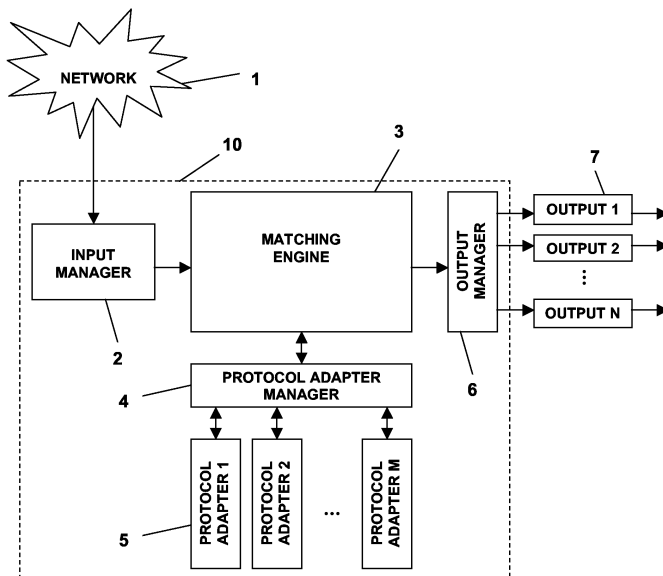 NETWORK
1
10
3
7
INPUT
MANAGER
MATCHING
ENGINE
OUTPUT
MANAGER
OUTPUT 1
OUTPUT 2
⋮
OUTPUT N
2
6
4
PROTOCOL ADAPTER
MANAGER
5
PROTOCOL
ADAPTER 1
PROTOCOL
ADAPTER 2
...
PROTOCOL
ADAPTER M